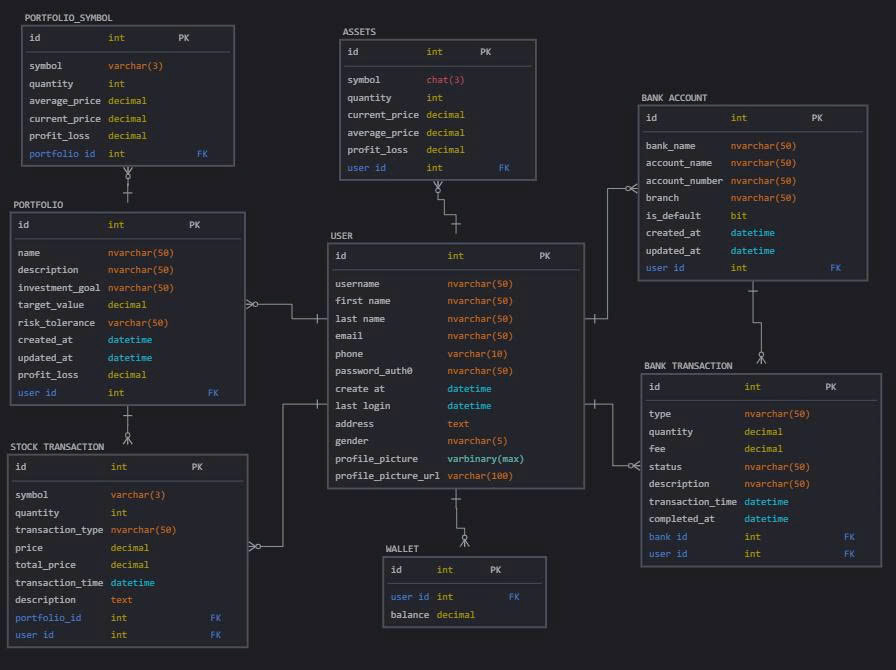 PORTFOLIO_SYMBOL
id int PK
symbol varchar(3)
quantity int
average_price decimal
current_price decimal
profit_loss decimal
portfolio id int FK
ASSETS
id int PK
symbol chat(3)
quantity int
current_price decimal
average_price decimal
profit_loss decimal
user id int FK
BANK ACCOUNT
id int PK
bank_name nvarchar(50)
account_name nvarchar(50)
account_number nvarchar(50)
branch nvarchar(50)
is_default bit
created_at datetime
updated_at datetime
user id int FK
PORTFOLIO
id int PK
name nvarchar(50)
description nvarchar(50)
investment_goal nvarchar(50)
target_value decimal
risk_tolerance varchar(50)
created_at datetime
updated_at datetime
profit_loss decimal
user id int FK
USER
id int PK
username nvarchar(50)
first name nvarchar(50)
last name nvarchar(50)
email nvarchar(50)
phone varchar(10)
password_auth0 nvarchar(50)
create at datetime
last login datetime
address text
gender nvarchar(5)
profile_picture varbinary(max)
profile_picture_url varchar(100)
BANK TRANSACTION
id int PK
type nvarchar(50)
quantity decimal
fee decimal
status nvarchar(50)
description nvarchar(50)
transaction_time datetime
completed_at datetime
bank id int FK
user id int FK
STOCK TRANSACTION
id int PK
symbol varchar(3)
quantity int
transaction_type nvarchar(50)
price decimal
total_price decimal
transaction_time datetime
description text
portfolio_id int FK
user id int FK
WALLET
id int PK
user id int FK
balance decimal